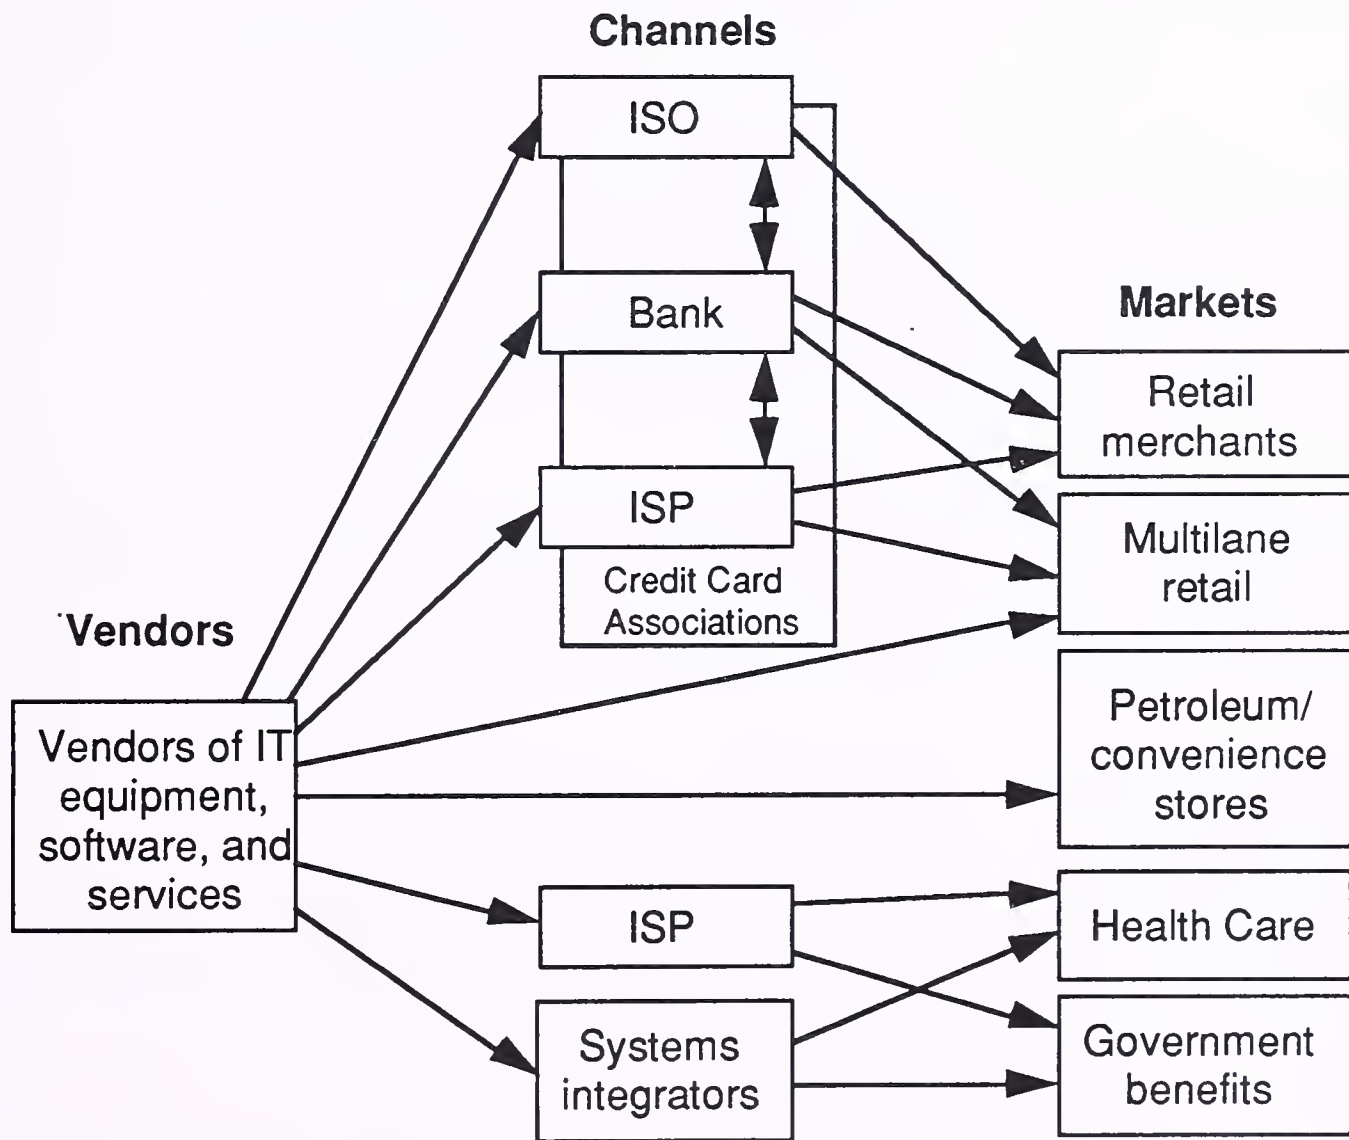 Channels
ISO
Bank
ISP
Credit Card
Associations
Vendors
Vendors of IT
equipment,
software, and
services
ISP
Systems
integrators
Markets
Retail
merchants
Multilane
retail
Petroleum/
convenience
stores
Health Care
Government
benefits